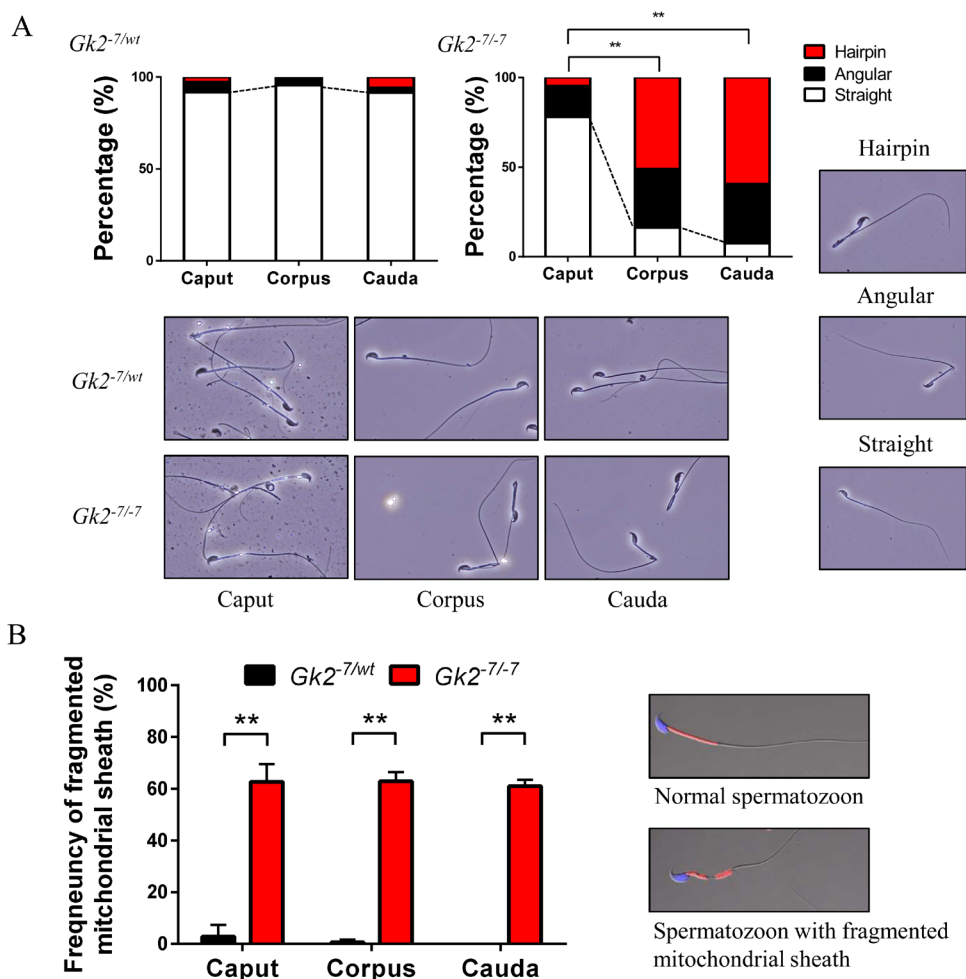 A
Gk2-7/wt
Gk2-7/-7
**
**
Hairpin
Angular
Straight
Percentage (%)
100
50
0
Caput Corpus Cauda
Percentage (%)
100
50
0
Caput Corpus Cauda
Hairpin
Angular
Straight
Gk2-7/wt
Gk2-7/-7
Caput Corpus Cauda
B
Freqneuncy of fragmented
mitchondrial sheath (%)
Gk2-7/wt Gk2-7/-7
100
80
60
40
20
0
** ** **
Caput Corpus Cauda
Normal spermatozoon
Spermatozoon with fragmented
mitochondrial sheath